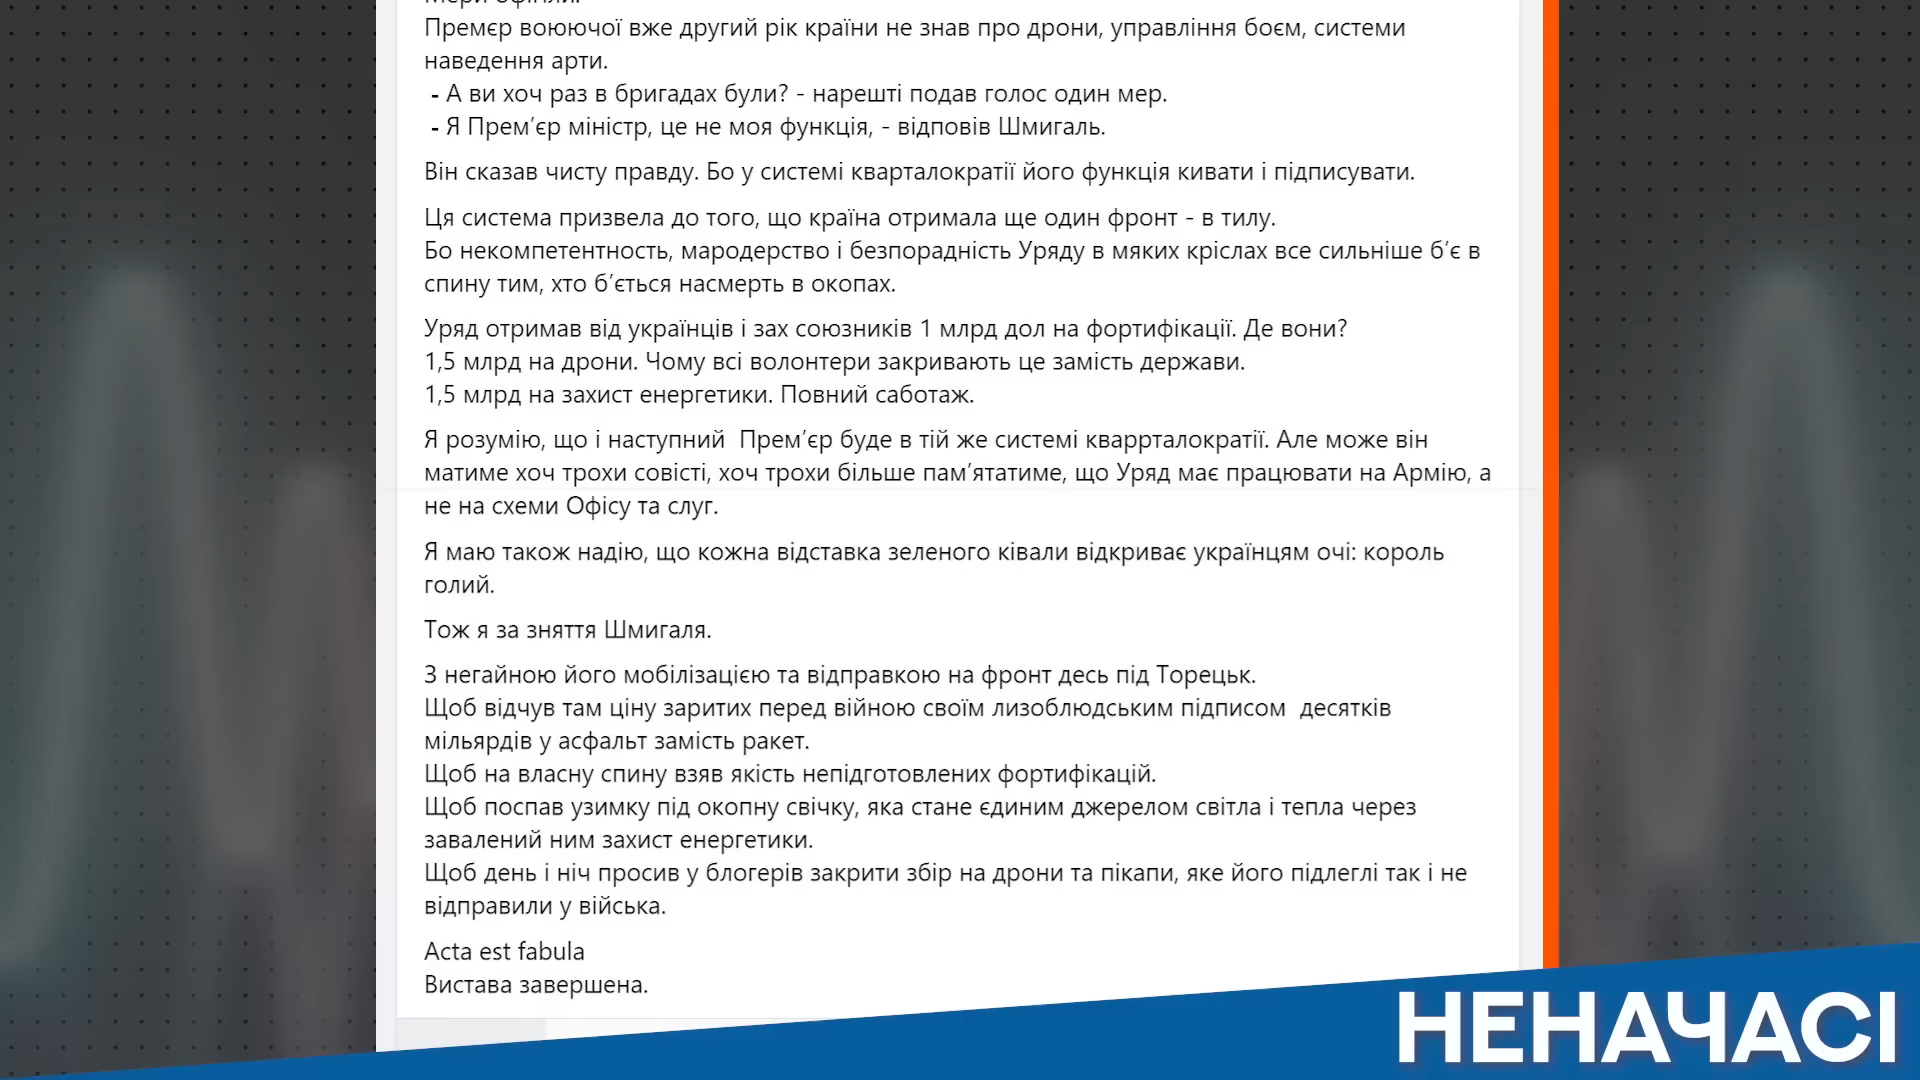 Мери офігли.
Премєр воюючої вже другий рік країни не знав про дрони, управління боєм, системи
наведення арти.
- А ви хоч раз в бригадах були? - нарешті подав голос один мер.
- Я Прем’єр міністр, це не моя функція, - відповів Шмигаль.
Він сказав чисту правду. Бо у системі кварталократії його функція кивати і підписувати.
Ця система призвела до того, що країна отримала ще один фронт - в тилу.
Бо некомпетентность, мародерство і безпорадність Уряду в мяких кріслах все сильніше б’є в
спину тим, хто б’ється насмерть в окопах.
Уряд отримав від українців і зах союзників 1 млрд дол на фортифікації. Де вони?
1,5 млрд на дрони. Чому всі волонтери закривають це замість держави.
1,5 млрд на захист енергетики. Повний саботаж.
Я розумію, що і наступний  Прем’єр буде в тій же системі кваррталократії. Але може він
матиме хоч трохи совісті, хоч трохи більше пам’ятатиме, що Уряд має працювати на Армію, а
не на схеми Офісу та слуг.
Я маю також надію, що кожна відставка зеленого ківали відкриває українцям очі: король
голий.
Тож я за зняття Шмигаля.
З негайною його мобілізацією та відправкою на фронт десь під Торецьк.
Щоб відчув там ціну заритих перед війною своїм лизоблюдським підписом  десятків
мільярдів у асфальт замість ракет.
Щоб на власну спину взяв якість непідготовлених фортифікацій.
Щоб поспав узимку під окопну свічку, яка стане єдиним джерелом світла і тепла через
завалений ним захист енергетики.
Щоб день і ніч просив у блогерів закрити збір на дрони та пікапи, яке його підлеглі так і не
відправили у війська.
Acta est fabula
Вистава завершена.
НЕНАЧАСІ